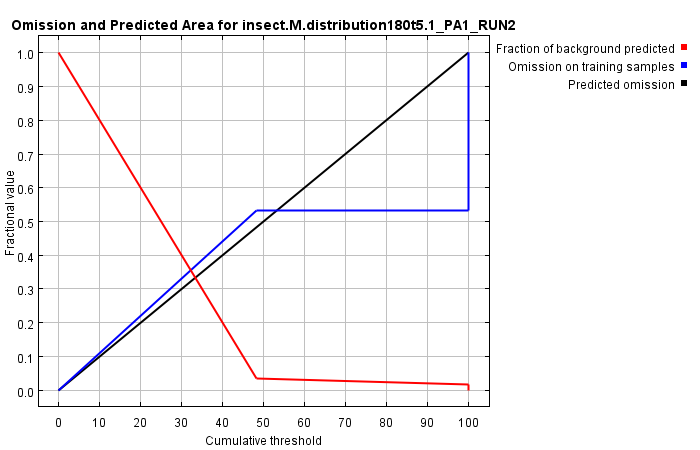 Omission and Predicted Area for insect.M.distribution180t5.1_PA1_RUN2
Fraction of background predicted
Omission on training samples
Predicted omission
Fractional value
1.0
0.9
0.8
0.7
0.6
0.5
0.4
0.3
0.2
0.1
0.0
0 10 20 30 40 50 60 70 80 90 100
Cumulative threshold